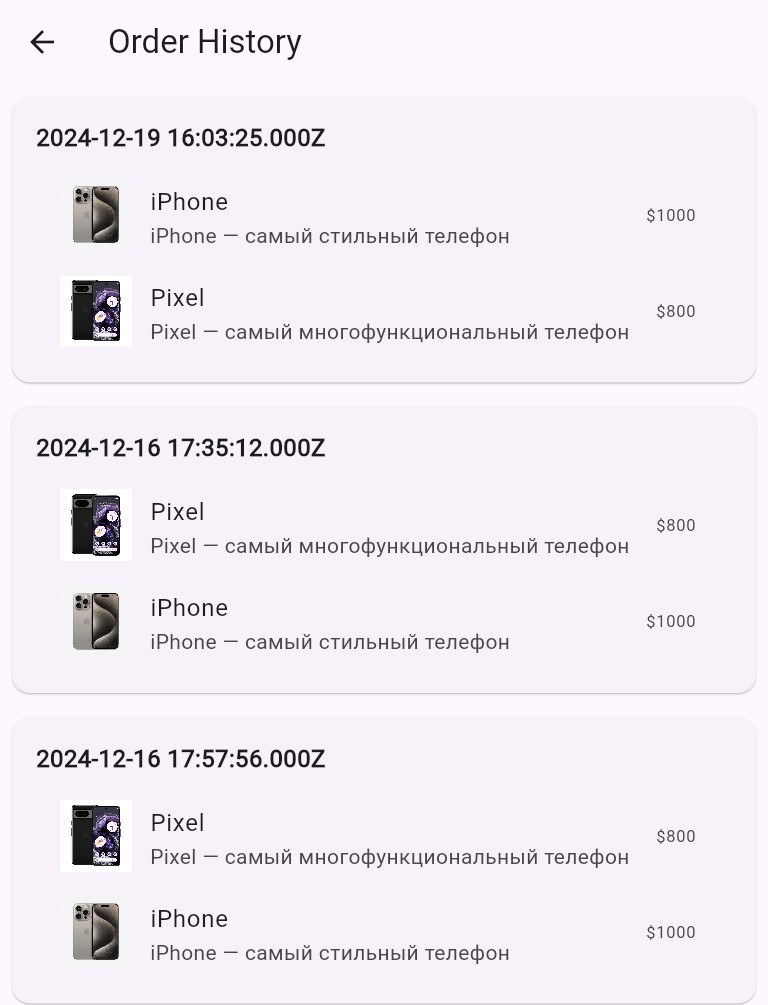 Order History
2024-12-19 16:03:25.000Z
iPhone
iPhone — самый стильный телефон
$1000
Pixel
Pixel — самый многофункциональный телефон
$800
2024-12-16 17:35:12.000Z
Pixel
Pixel — самый многофункциональный телефон
$800
iPhone
iPhone — самый стильный телефон
$1000
2024-12-16 17:57:56.000Z
Pixel
Pixel — самый многофункциональный телефон
$800
iPhone
iPhone — самый стильный телефон
$1000